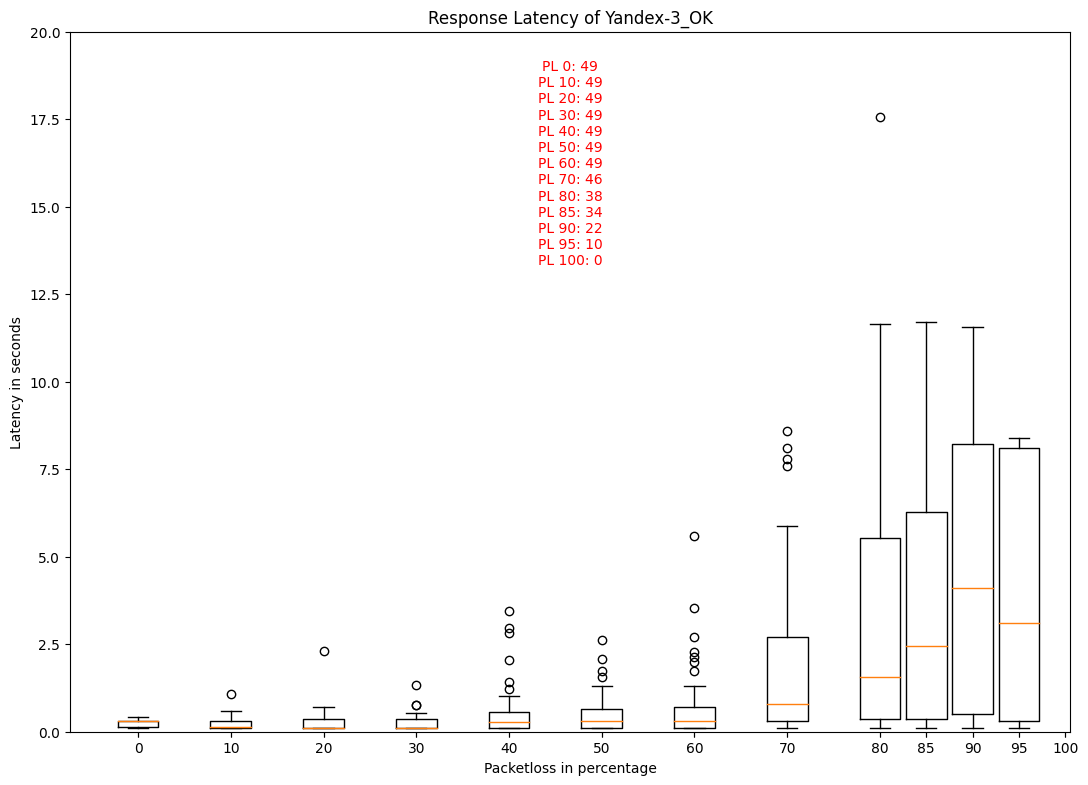 Response Latency of Yandex-3_OK
20.0
17.5
15.0
12.5
10.0
7.5
5.0
2.5
0.0
Latency in seconds
PL 0: 49
PL 10: 49
PL 20: 49
PL 30: 49
PL 40: 49
PL 50: 49
PL 60: 49
PL 70: 46
PL 80: 38
PL 85: 34
PL 90: 22
PL 95: 10
PL 100: 0
0 10 20 30 40 50 60 70 80 85 90 95 100
Packetloss in percentage